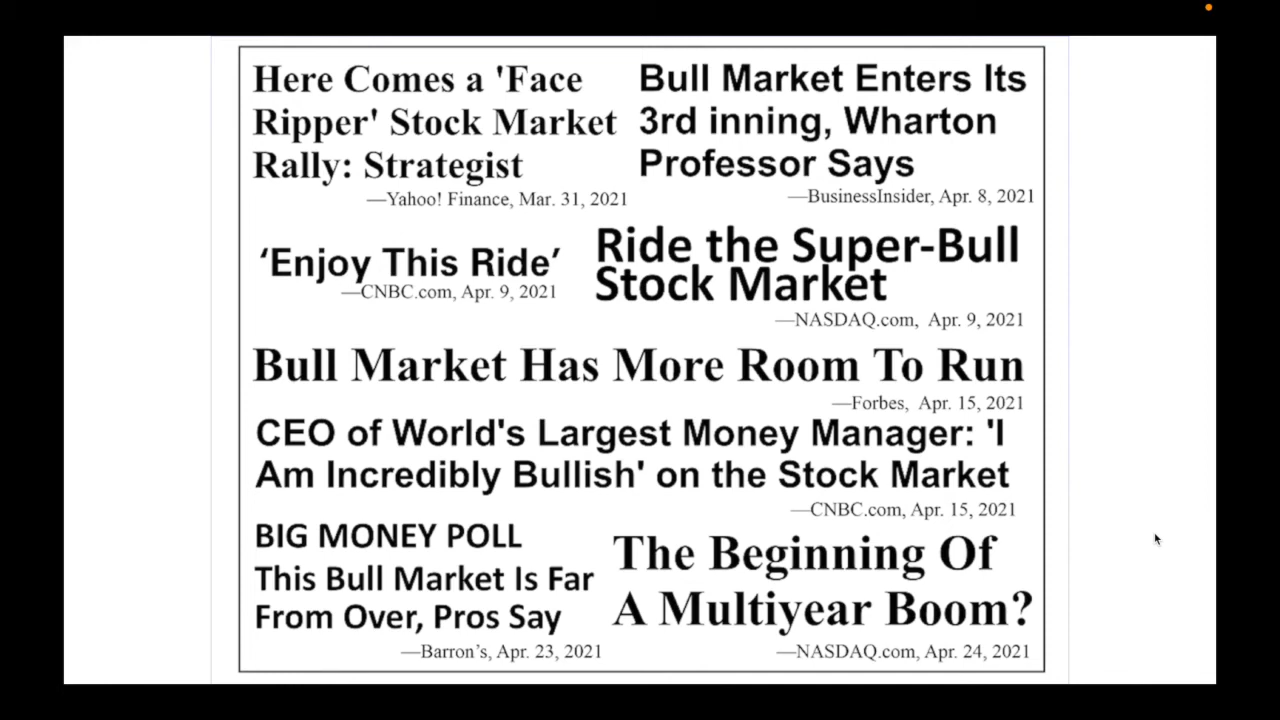 Here Comes a 'Face
Ripper' Stock Market
Rally: Strategist
—Yahoo! Finance, Mar. 31, 2021
Bull Market Enters Its
3rd inning, Wharton
Professor Says
—BusinessInsider, Apr. 8, 2021
‘Enjoy This Ride’
—CNBC.com, Apr. 9, 2021
Ride the Super-Bull
Stock Market
—NASDAQ.com, Apr. 9, 2021
Bull Market Has More Room To Run
—Forbes, Apr. 15, 2021
CEO of World's Largest Money Manager: 'I
Am Incredibly Bullish' on the Stock Market
—CNBC.com, Apr. 15, 2021
BIG MONEY POLL
This Bull Market Is Far
From Over, Pros Say
—Barron’s, Apr. 23, 2021
The Beginning Of
A Multiyear Boom?
—NASDAQ.com, Apr. 24, 2021